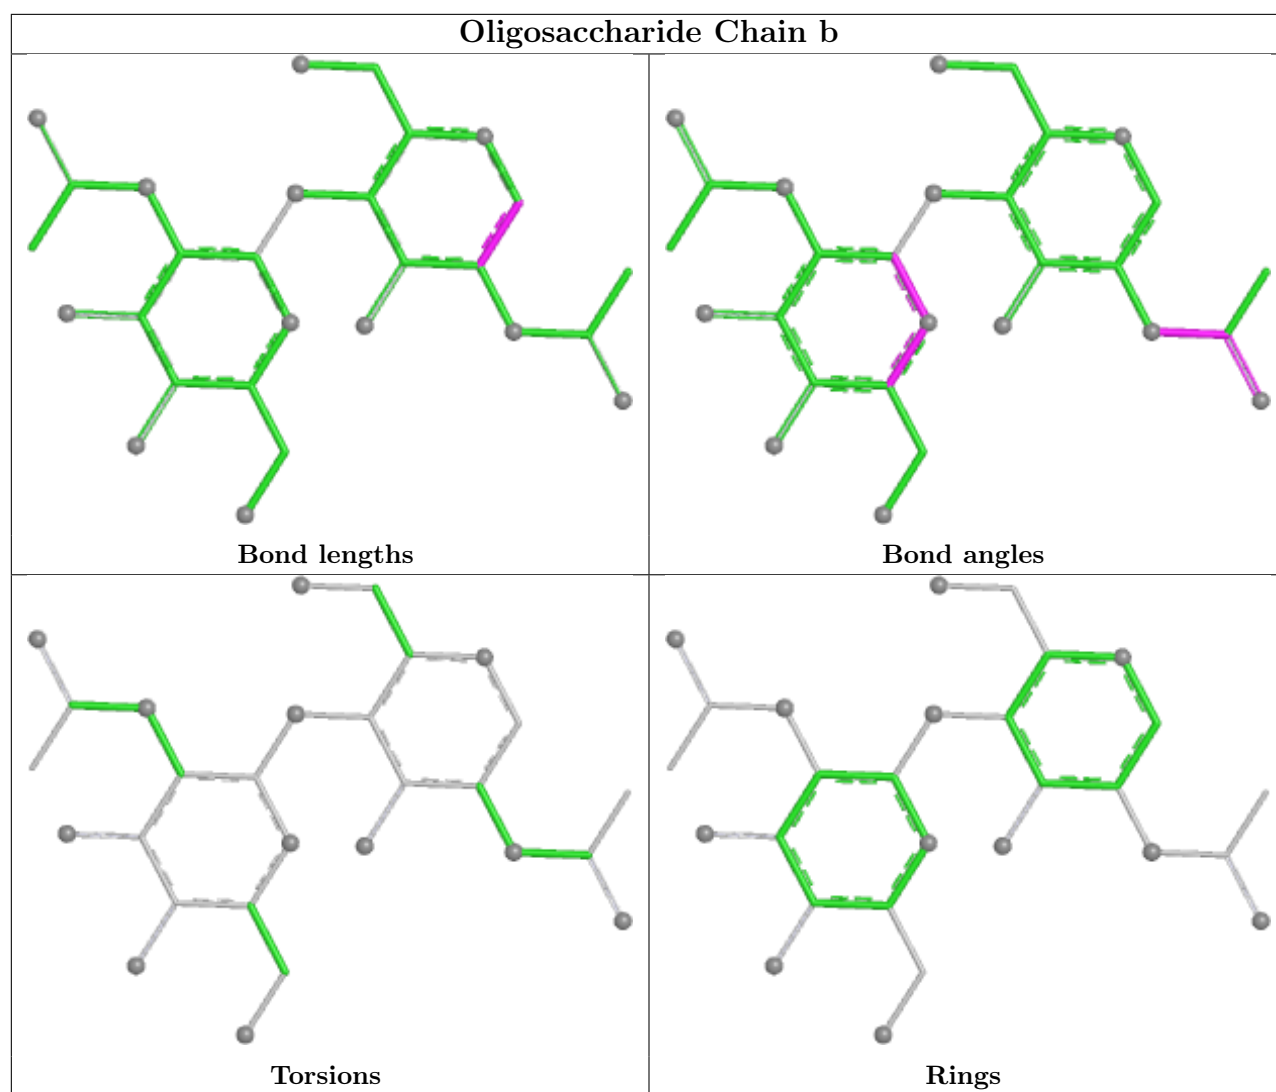 Oligosaccharide Chain b
Bond lengths
Bond angles
Torsions
Rings